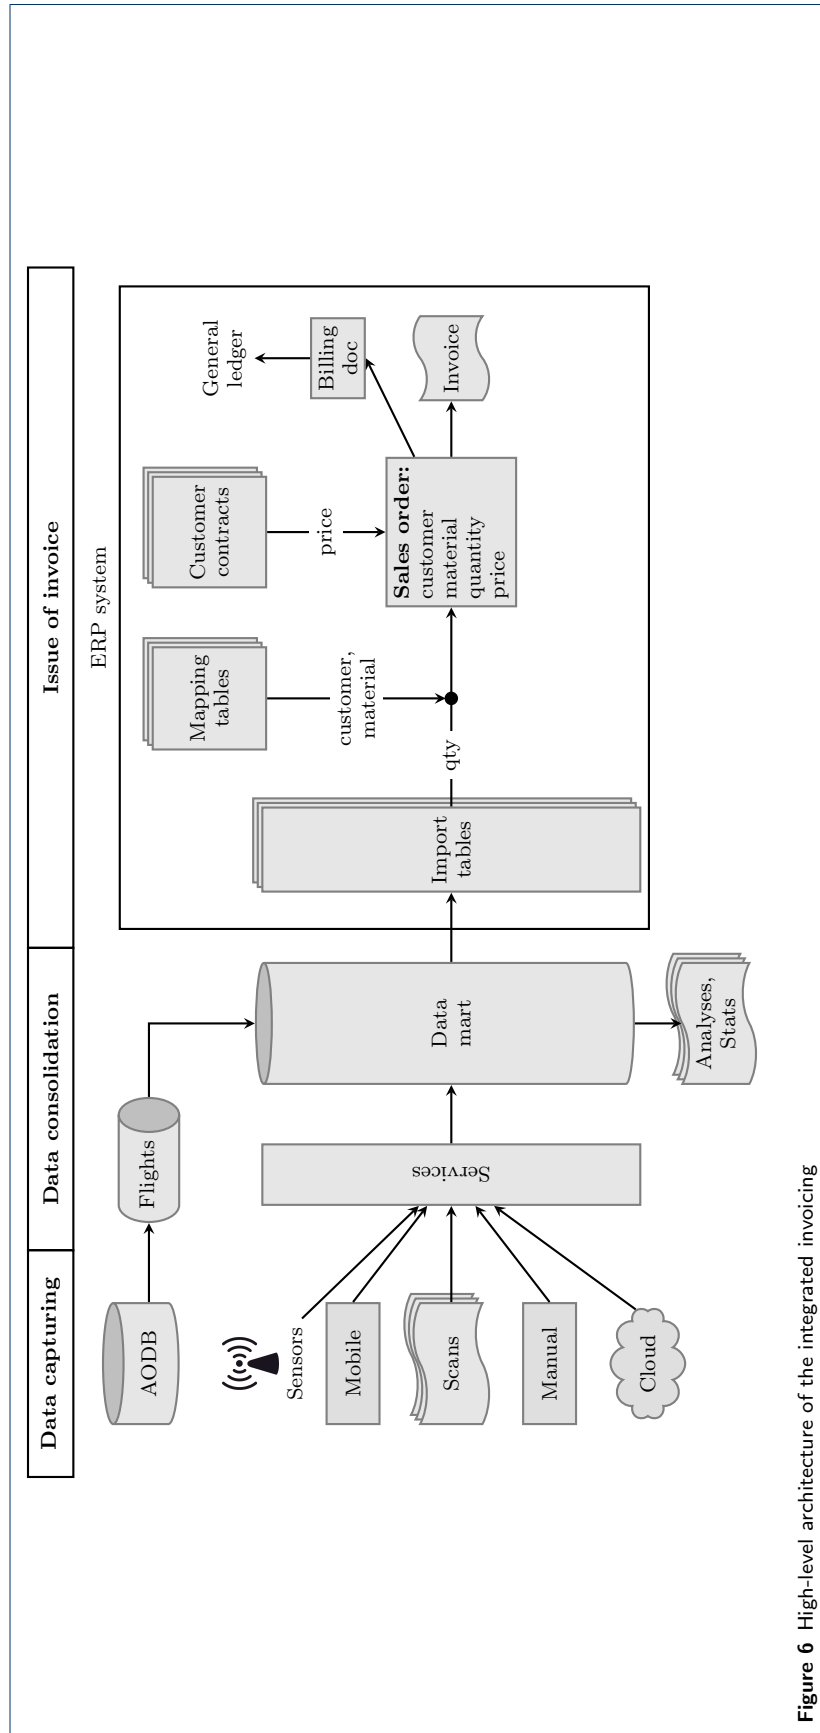 Data capturing
Data consolidation
Issue of invoice
ERP system
AODB
Flights
Sensors
Mobile
Scans
Manual
Cloud
Services
Data
mart
Analyses,
Stats
Import
tables
qty
Mapping
tables
customer,
material
Customer
contracts
price
Sales order:
customer
material
quantity
price
Billing
doc
General
ledger
Invoice
Figure 6 High-level architecture of the integrated invoicing